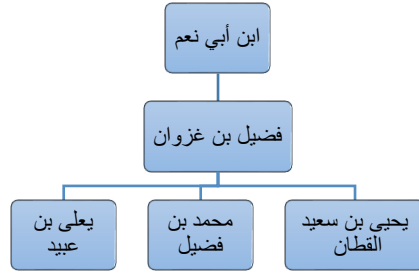 ابن أبي نعم
فضيل بن غزوان
يحيى بن سعيد
القطان
محمد بن
فضيل
يعلى بن
عبيد